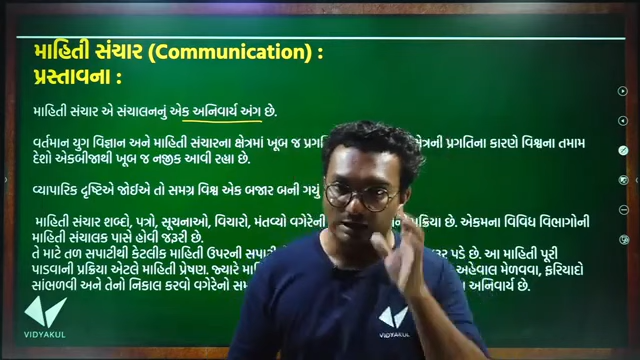 માહિતી સંચાર (Communication) :
પ્રસ્તાવના :
માહિતી સંચાર એ સંચાલનનું એક અનિવાર્ય અંગ છે.
વર્તમાન યુગ વિજ્ઞાન અને માહિતી સંચારના ક્ષેત્રમાં ખૂબ જ ક્ષેત્રની પ્રગતિના કારણે વિશ્વના તમામ
દેશો એકબીજાથી ખૂબ જ નજીક આવી રહ્યા છે.
વ્યાપારિક દૃષ્ટિએ જોઈએ તો સમગ્ર વિશ્વ એક બજાર બની ગયું
માહિતી સંચાર શબ્દો, પત્રો, સૂચનાઓ, વિચારો, મંતવ્યો વગેરેની પ્રક્રિયા છે. એકમના વિવિધ વિભાગોની
માહિતી સંચાલક પાસે હોવી જરૂરી છે.
તે માટે તળ સપાટીથી કેટલીક માહિતી ઉપરની સપાટી પડે છે. આ માહિતી પૂરી
પાડવાની પ્રક્રિયા એટલે માહિતી પ્રેષણ. જ્યારે અહેવાલ મેળવવા, ફરિયાદો
સાંભળવી અને તેનો નિકાલ કરવો વગેરેનો અનિવાર્ય છે.
VIDYAKUL
VIDYAKUL